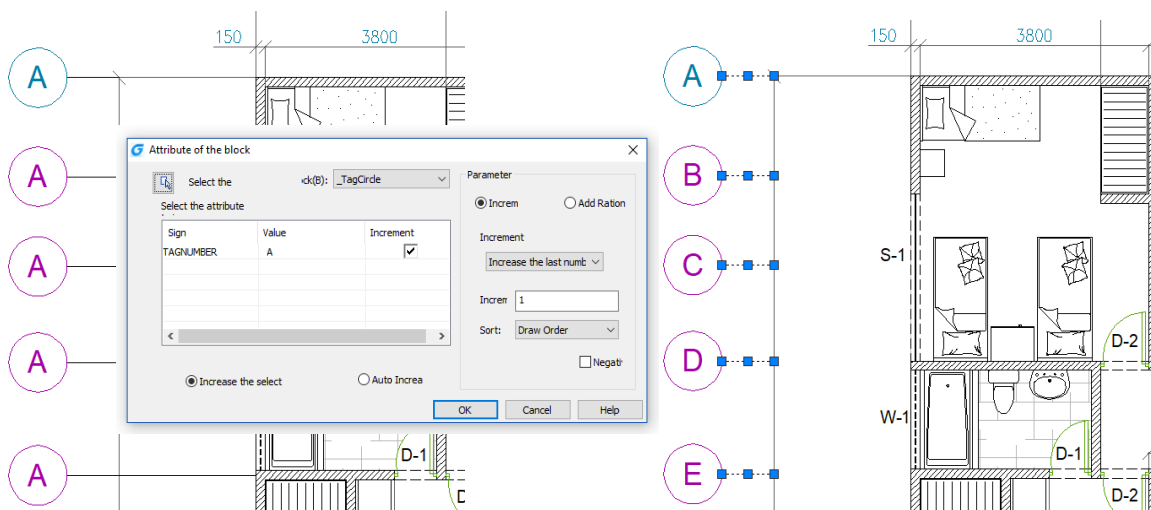 150 3800
A
A
A
A
A
D-1
Attribute of the block
Select the
ck(B): _TagCircle
Select the attribute
Sign Value Increment
TAGNUMBER A
Increase the select
Auto Increa
Parameter
Increm Add Ration
Increment
Increase the last numb
Increm 1
Sort: Draw Order
Negati
OK Cancel Help
150 3800
A
B
S-1
C
D
D-2
W-1
D-1
E
D-2